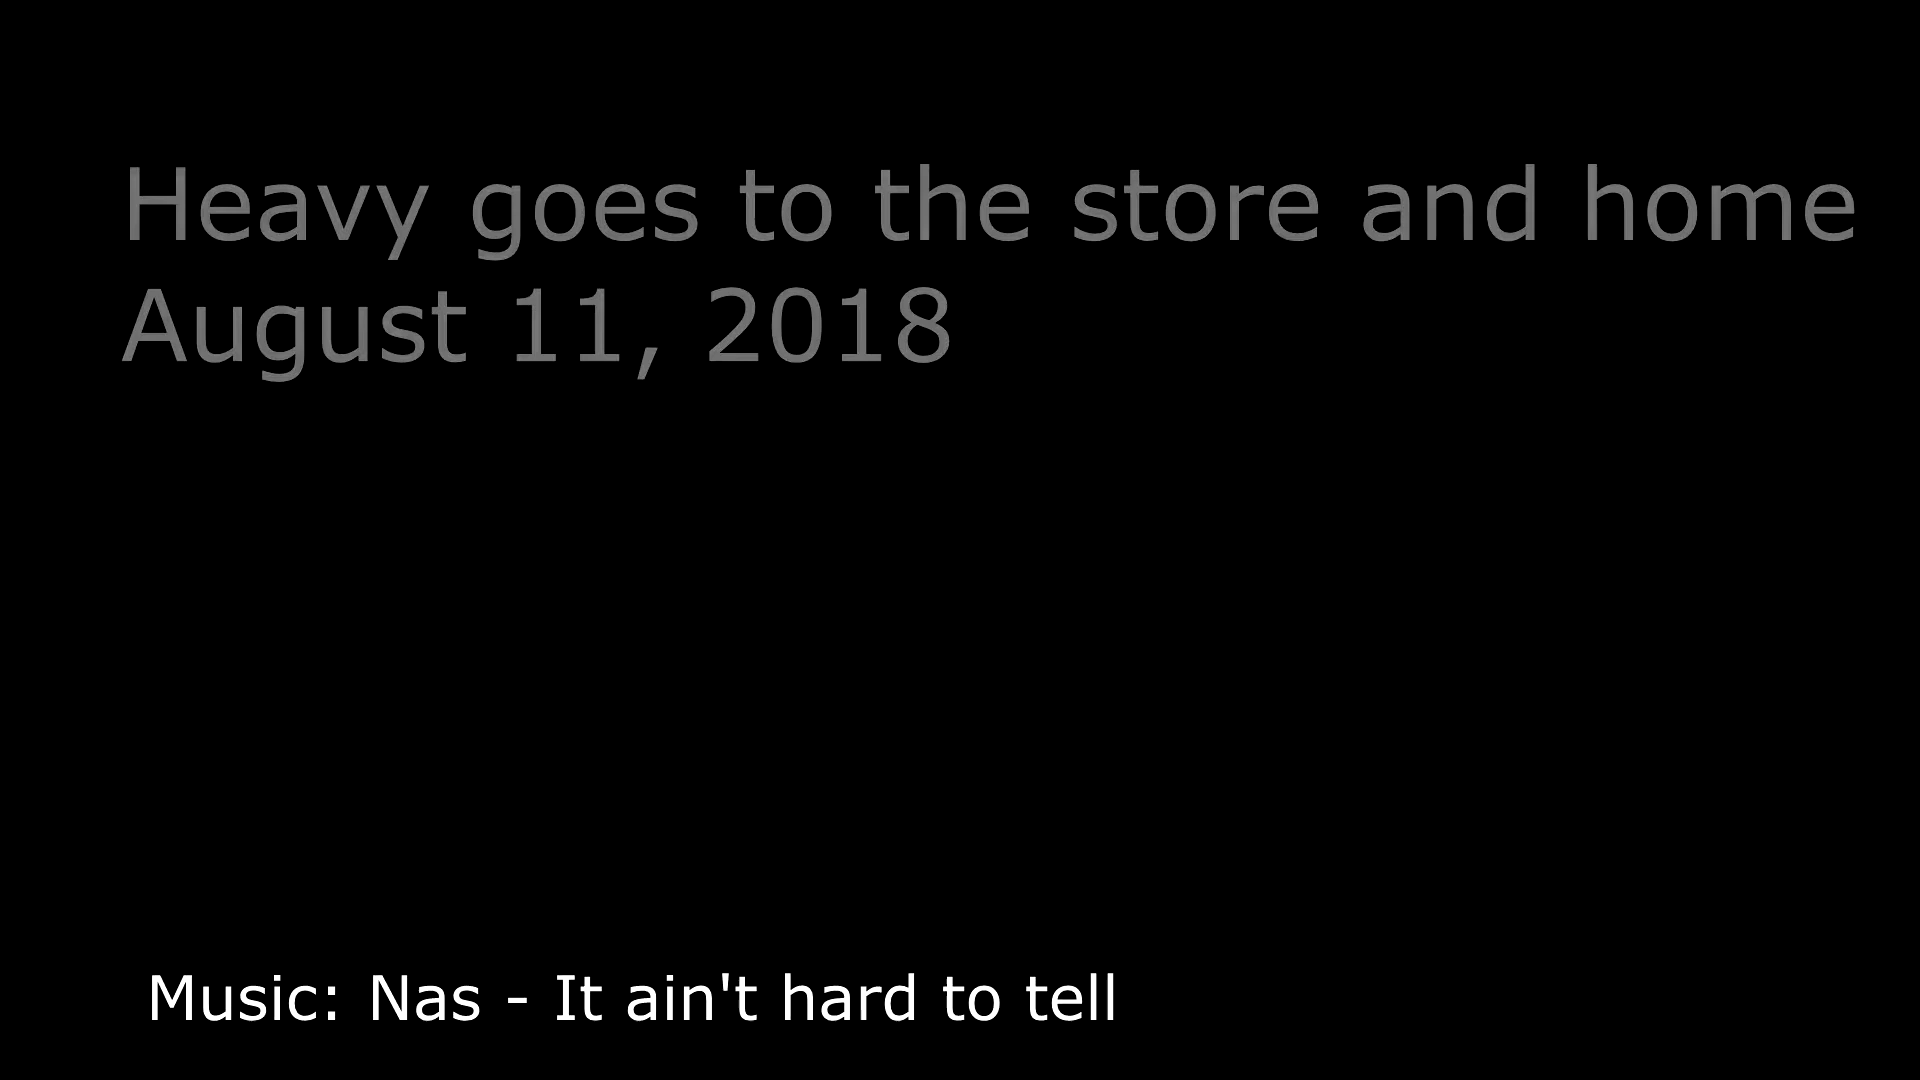 Heavy goes to the store and home
August 11, 2018
Music: Nas - It ain't hard to tell